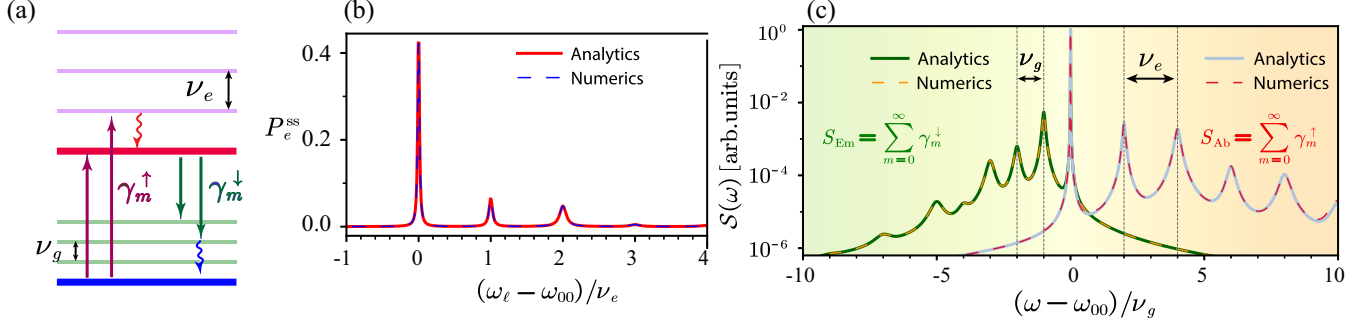 (a)
ν_e
γ_m^↑
γ_m^↓
ν_g
(b)
P_e^ss
0.4
0.2
0.0
Analytics
Numerics
-1
0
1
2
3
4
(ω_ℓ − ω_00)/ν_e
(c)
S(ω) [arb.units]
10^0
10^-2
10^-4
10^-6
Analytics
Numerics
ν_g
ν_e
Analytics
Numerics
S_Em = ∑_{m=0}^{∞} γ_m^↓
S_Ab = ∑_{m=0}^{∞} γ_m^↑
-10
-5
0
5
10
(ω − ω_00)/ν_g